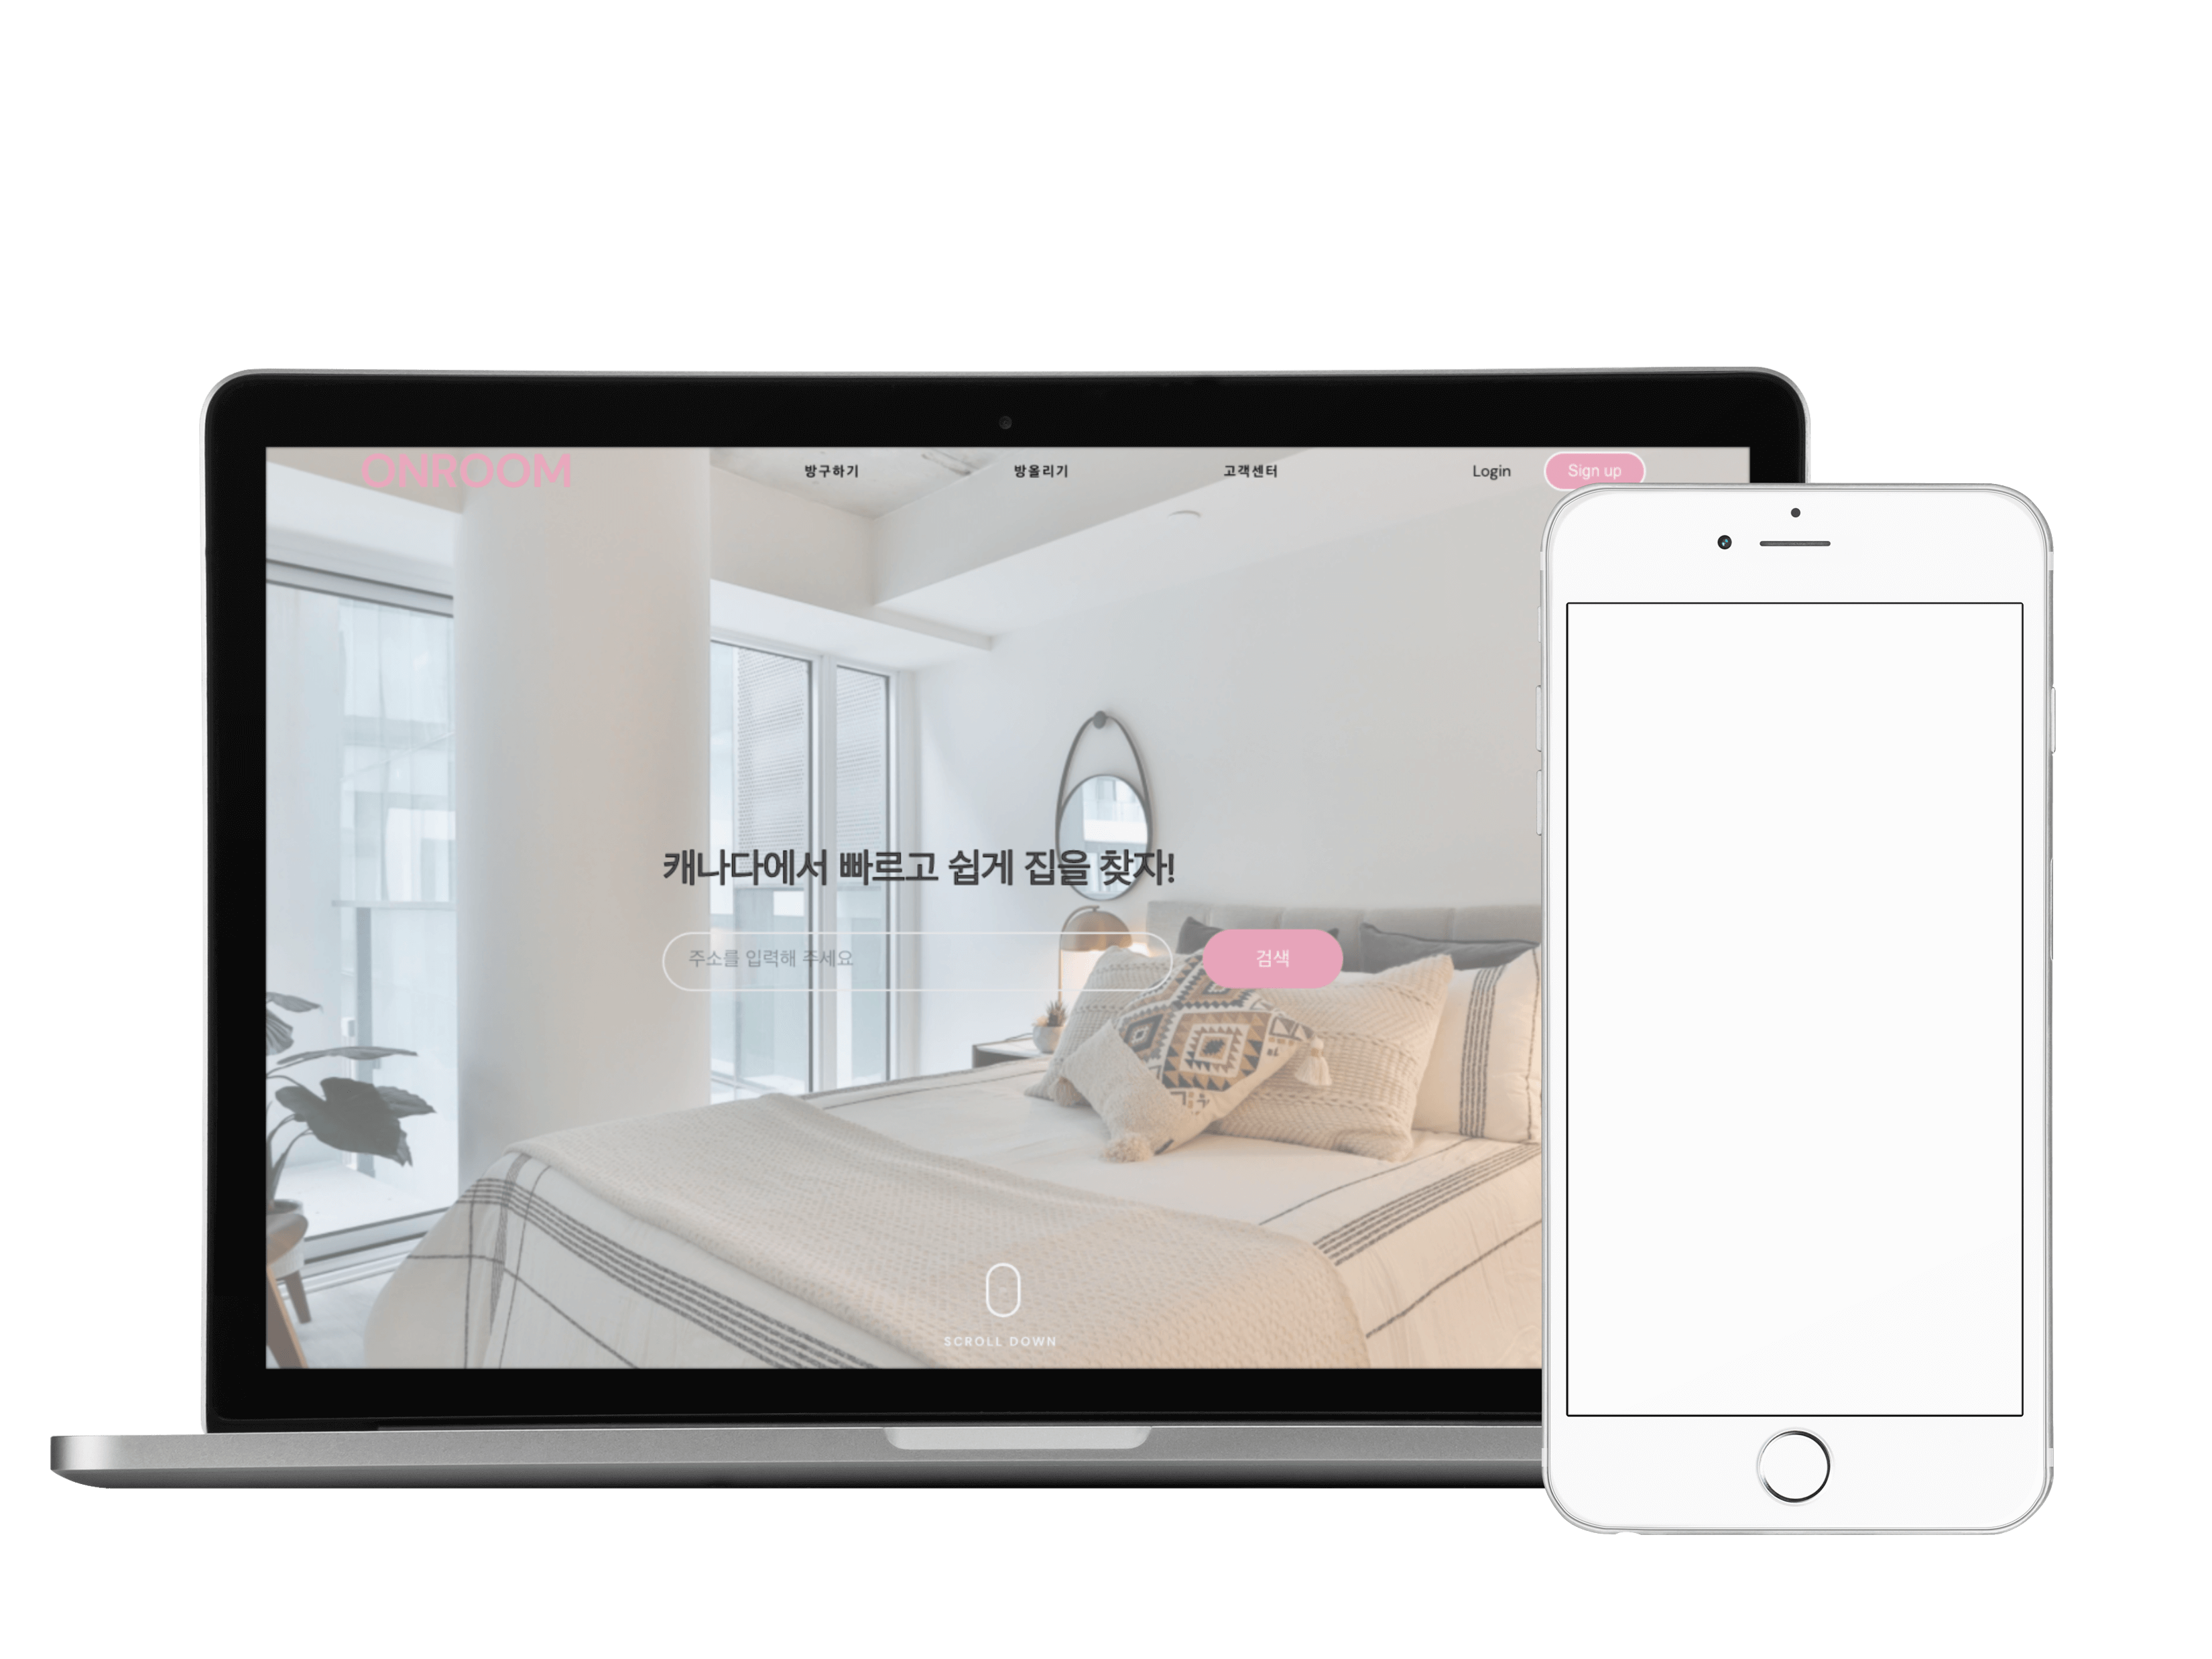 ONROOM
방구하기
방올리기
고객센터
Login
Sign up
캐나다에서 빠르고 쉽게 집을 찾자!
주소를 입력해 주세요
검색
SCROLL DOWN